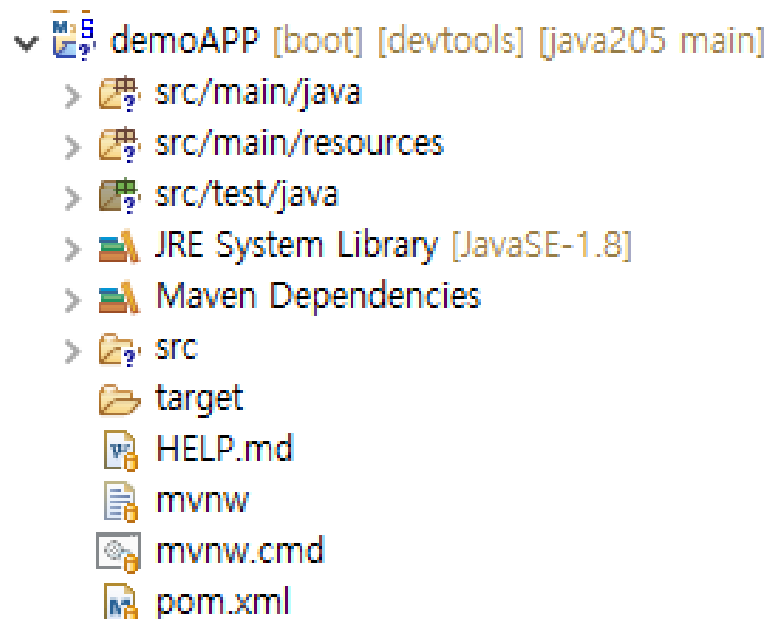 demoAPP [boot] [devtools] [java205 main]
src/main/java
src/main/resources
src/test/java
JRE System Library [JavaSE-1.8]
Maven Dependencies
src
target
HELP.md
mvnw
mvnw.cmd
pom.xml